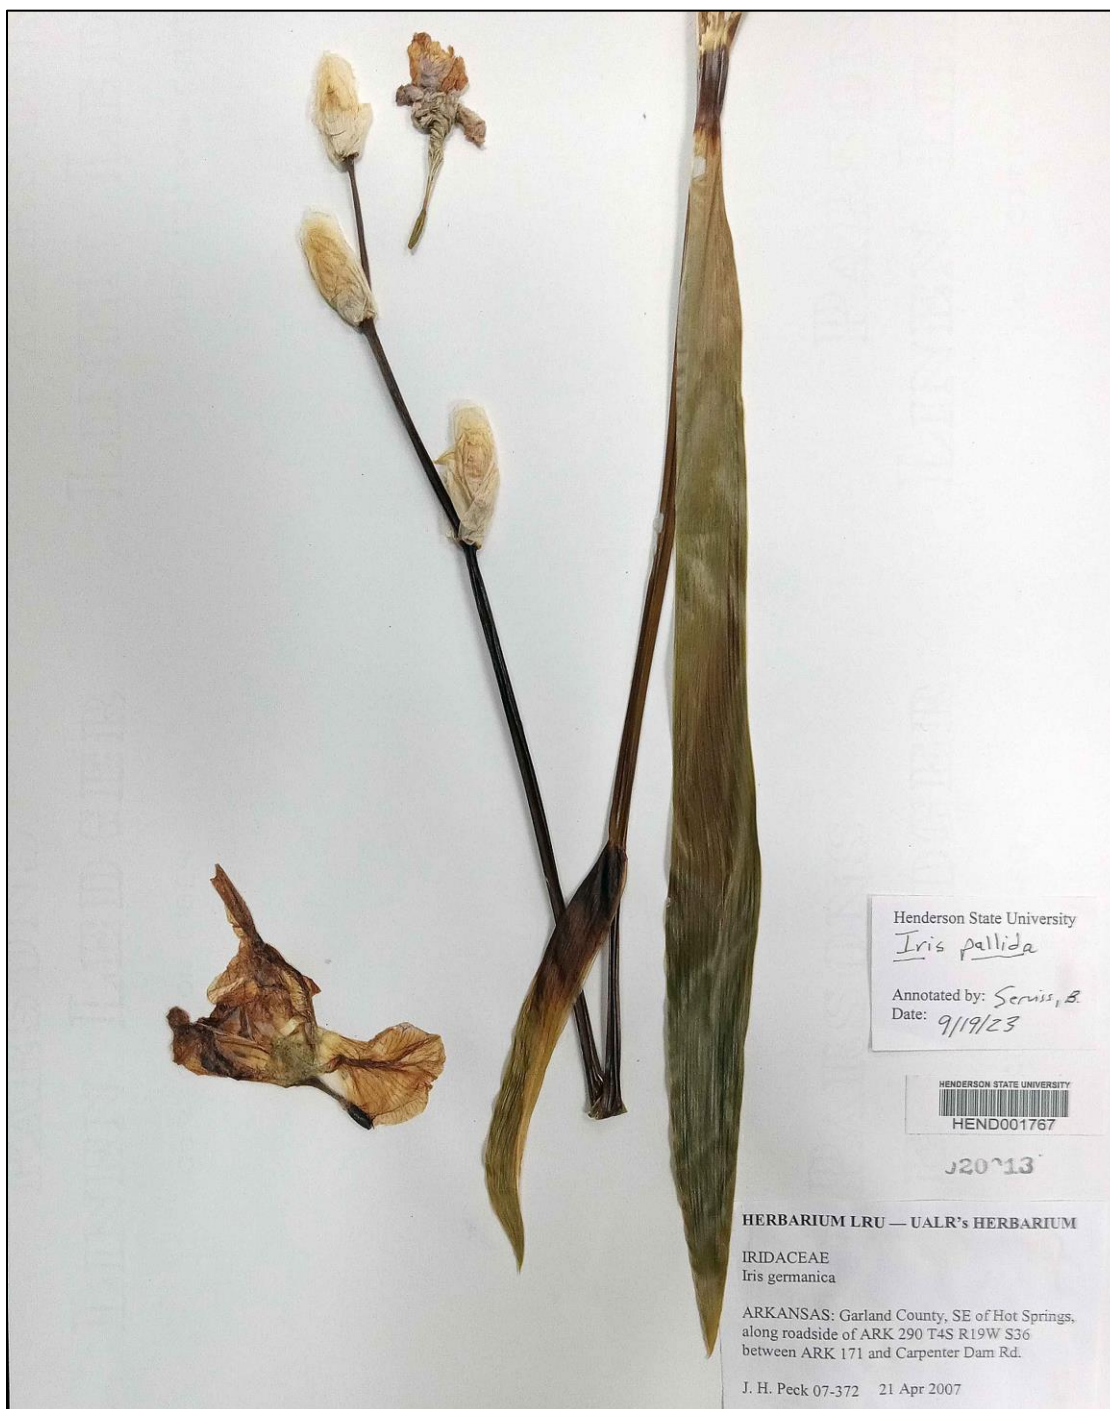 Henderson State University
Iris pallida
Annotated by: Serviss, B.
Date: 9/19/23
HENDERSON STATE UNIVERSITY
HEND001767
HERBARIUM LRU — UALR's HERBARIUM
IRIDACEAE
Iris germanica
ARKANSAS: Garland County, SE of Hot Springs,
along roadside of ARK 290 T4S R19W S36
between ARK 171 and Carpenter Dam Rd.
J. H. Peck 07-372 21 Apr 2007